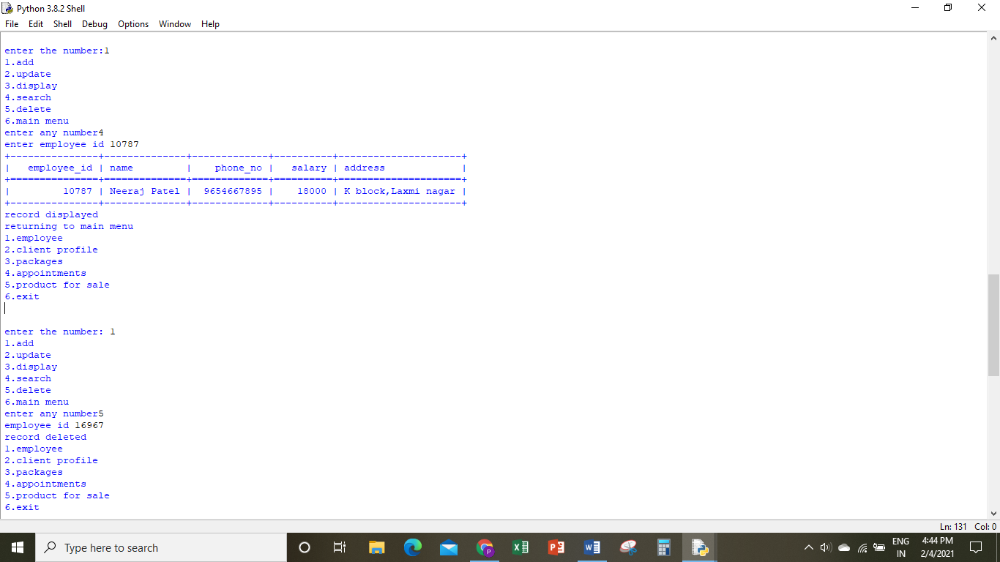 Python 3.8.2 Shell
File Edit Shell Debug Options Window Help
enter the number:1
1.add
2.update
3.display
4.search
5.delete
6.main menu
enter any number4
enter employee id 10787
+---------------+--------------+-------------+----------+---------------------+
|   employee_id | name         |    phone_no |   salary | address             |
+===============+==============+=============+==========+=====================+
|         10787 | Neeraj Patel |  9654667895 |    18000 | K block,Laxmi nagar |
+---------------+--------------+-------------+----------+---------------------+
record displayed
returning to main menu
1.employee
2.client profile
3.packages
4.appointments
5.product for sale
6.exit
enter the number: 1
1.add
2.update
3.display
4.search
5.delete
6.main menu
enter any number5
employee id 16967
record deleted
1.employee
2.client profile
3.packages
4.appointments
5.product for sale
6.exit
Ln: 131 Col: 0
Type here to search
ENG
IN
4:44 PM
2/4/2021